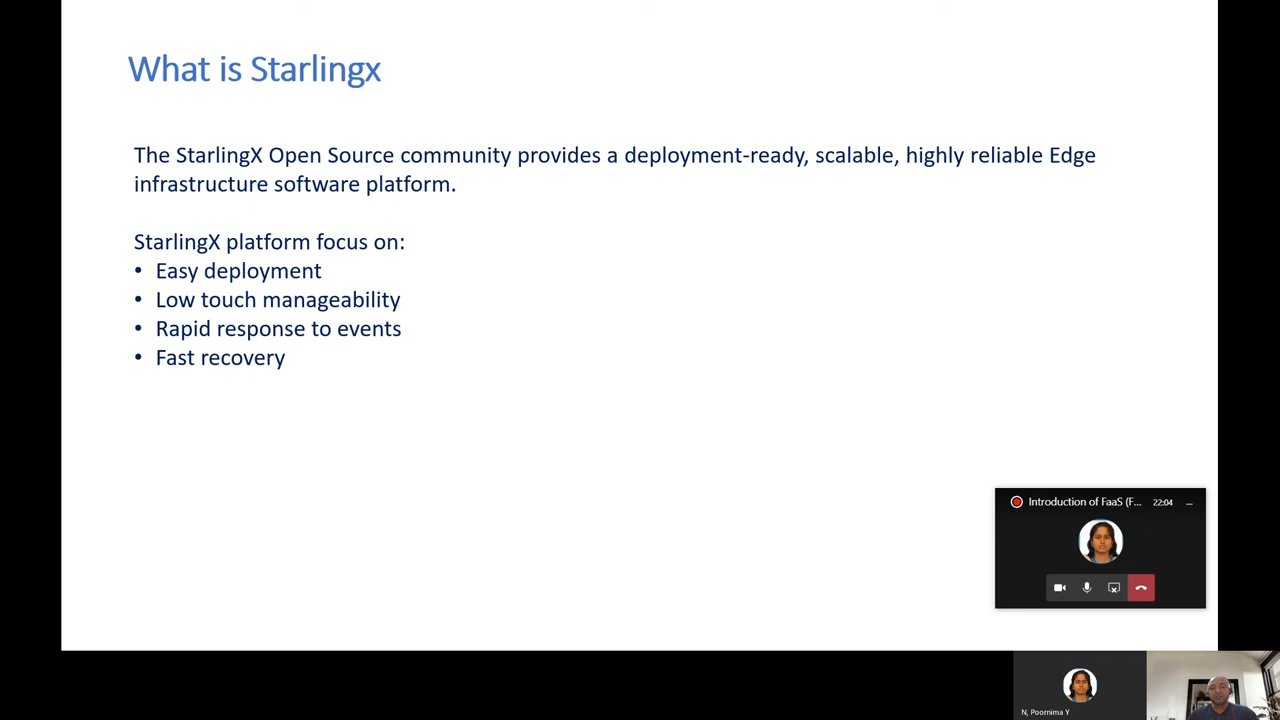 What is Starlingx
The StarlingX Open Source community provides a deployment-ready, scalable, highly reliable Edge
infrastructure software platform.
StarlingX platform focus on:
• Easy deployment
• Low touch manageability
• Rapid response to events
• Fast recovery
Introduction of FaaS (F... 22:04
N, Poornima Y